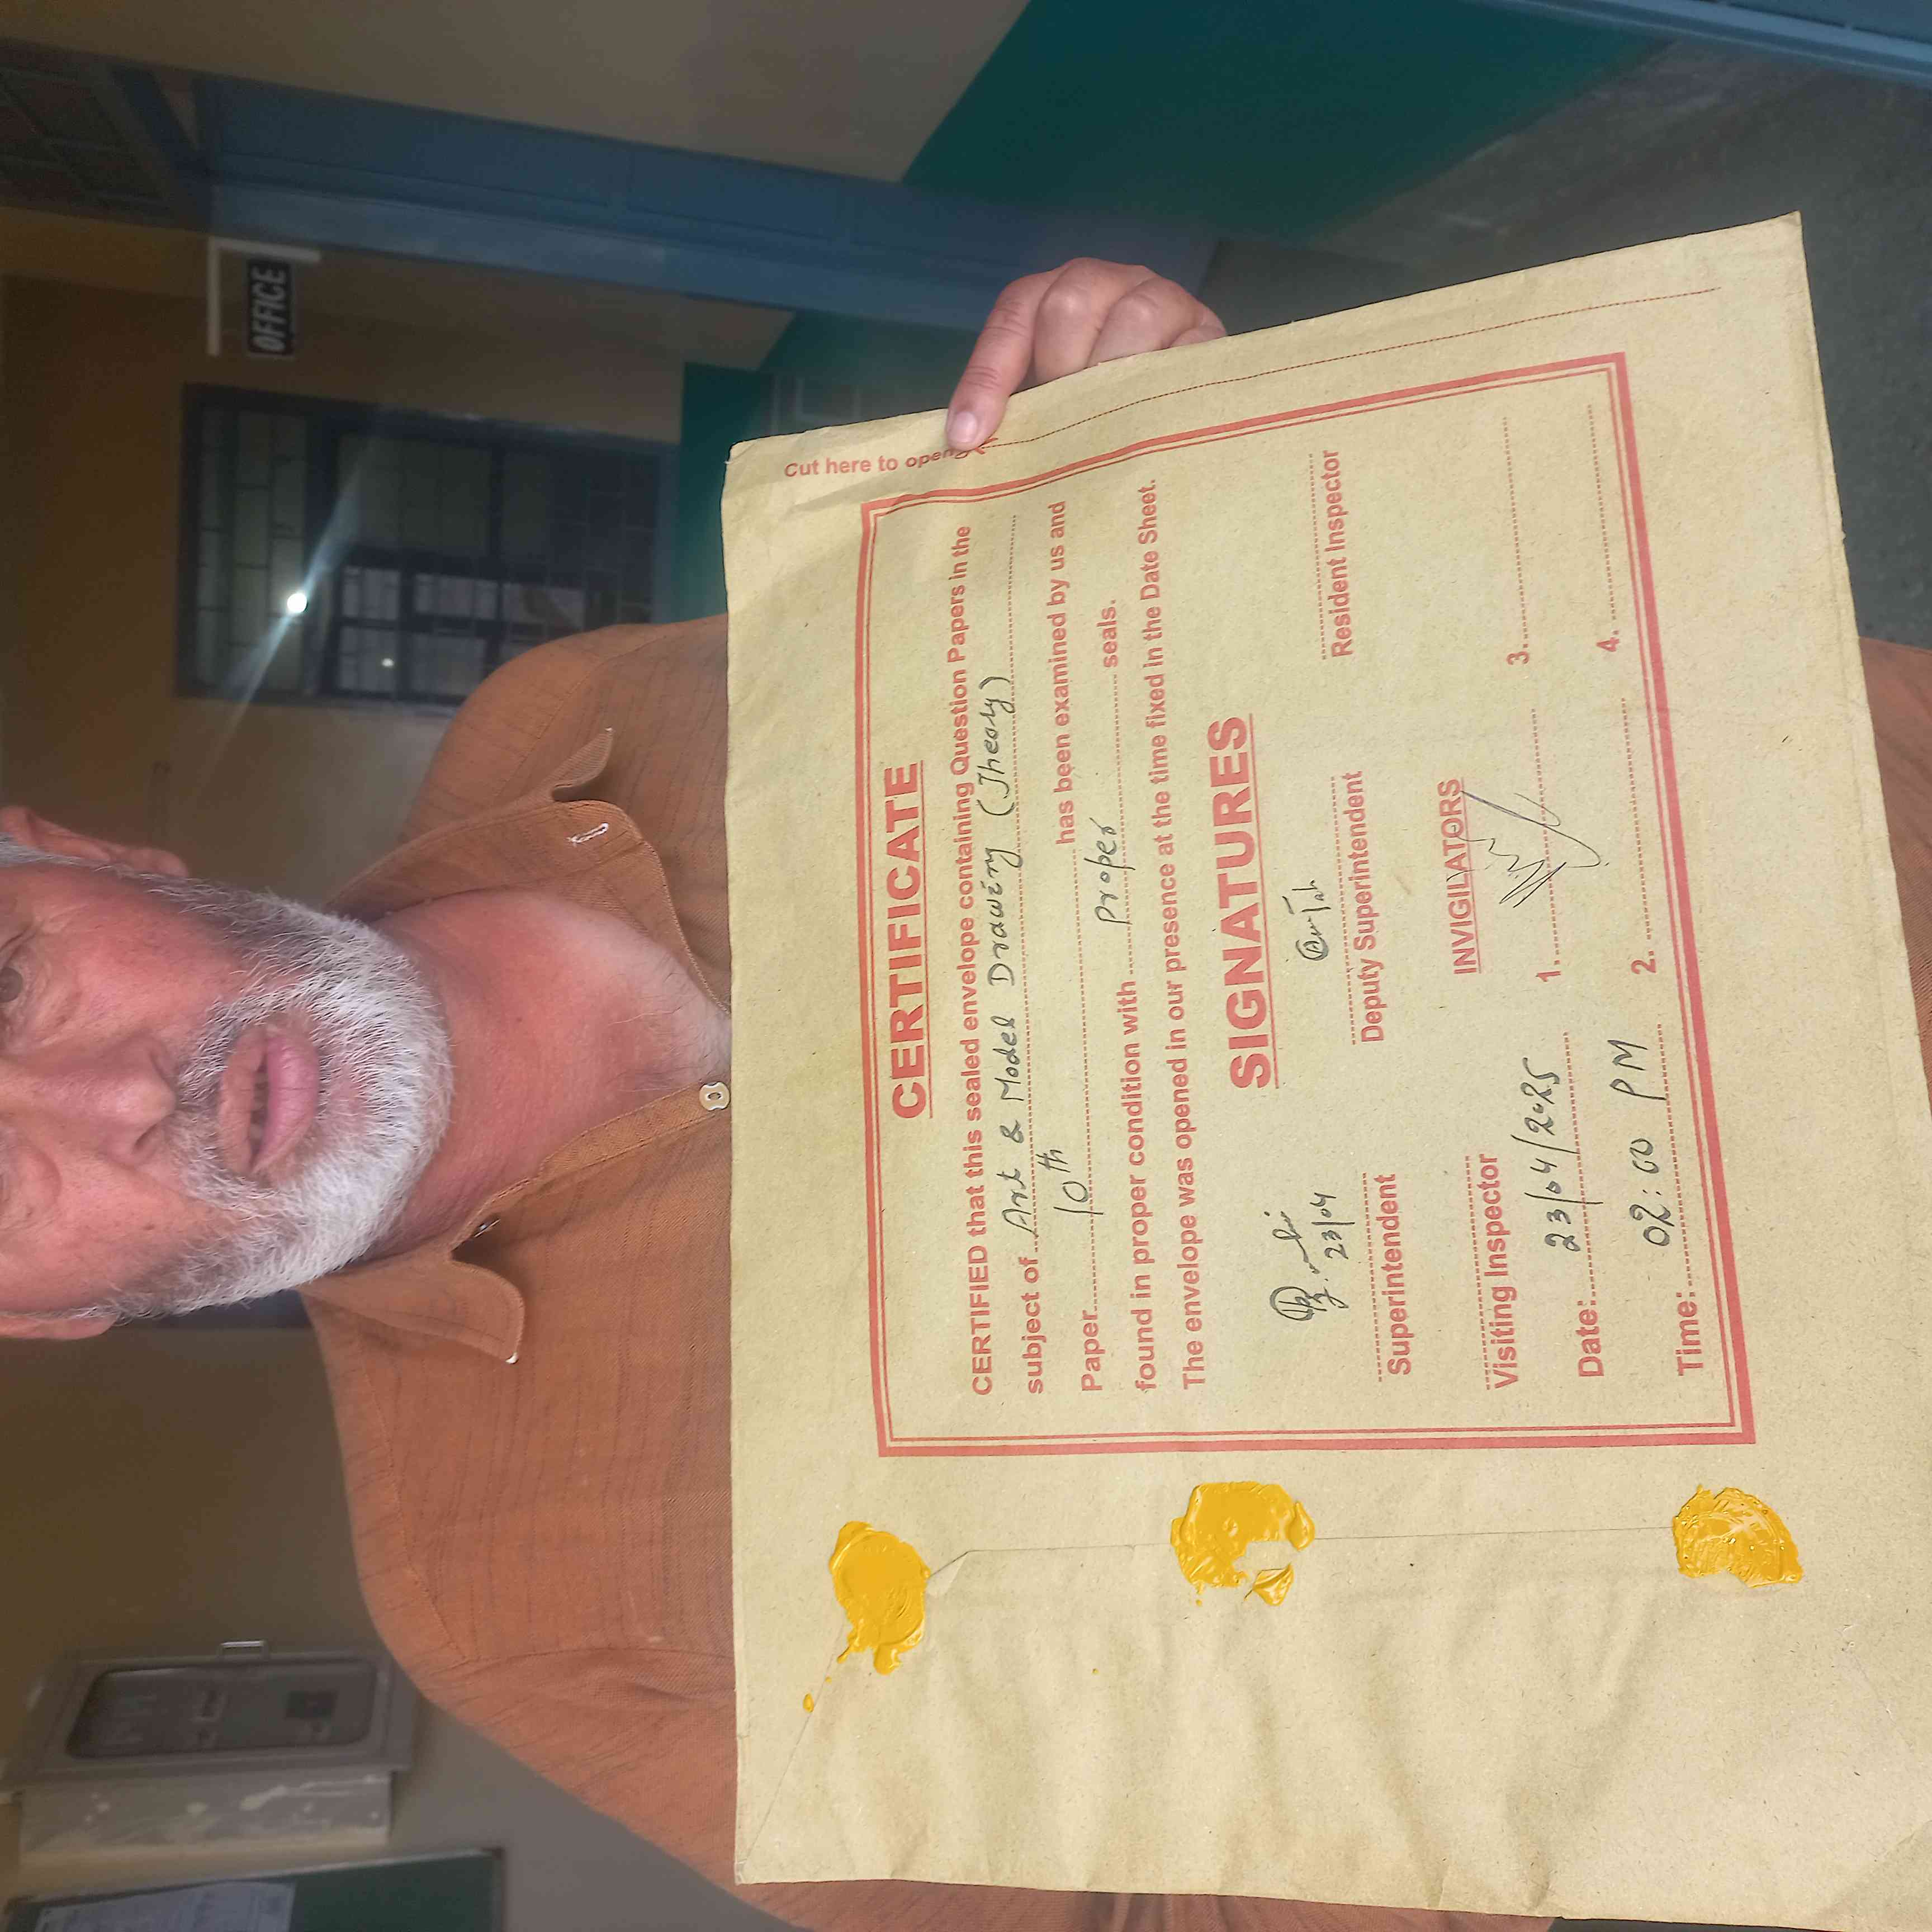 OFFICE
Cut here to open
CERTIFICATE
CERTIFIED that this sealed envelope containing Question Papers in the
subject of Art & Model Drawing (Theory)
Paper 10th has been examined by us and
found in proper condition with proper seals.
The envelope was opened in our presence at the time fixed in the Date Sheet.
SIGNATURES
23/04
Superintendent Deputy Superintendent Resident Inspector
Visiting Inspector INVIGILATORS
Date: 23/04/2025 1. 3.
Time: 02:00 PM 2. 4.